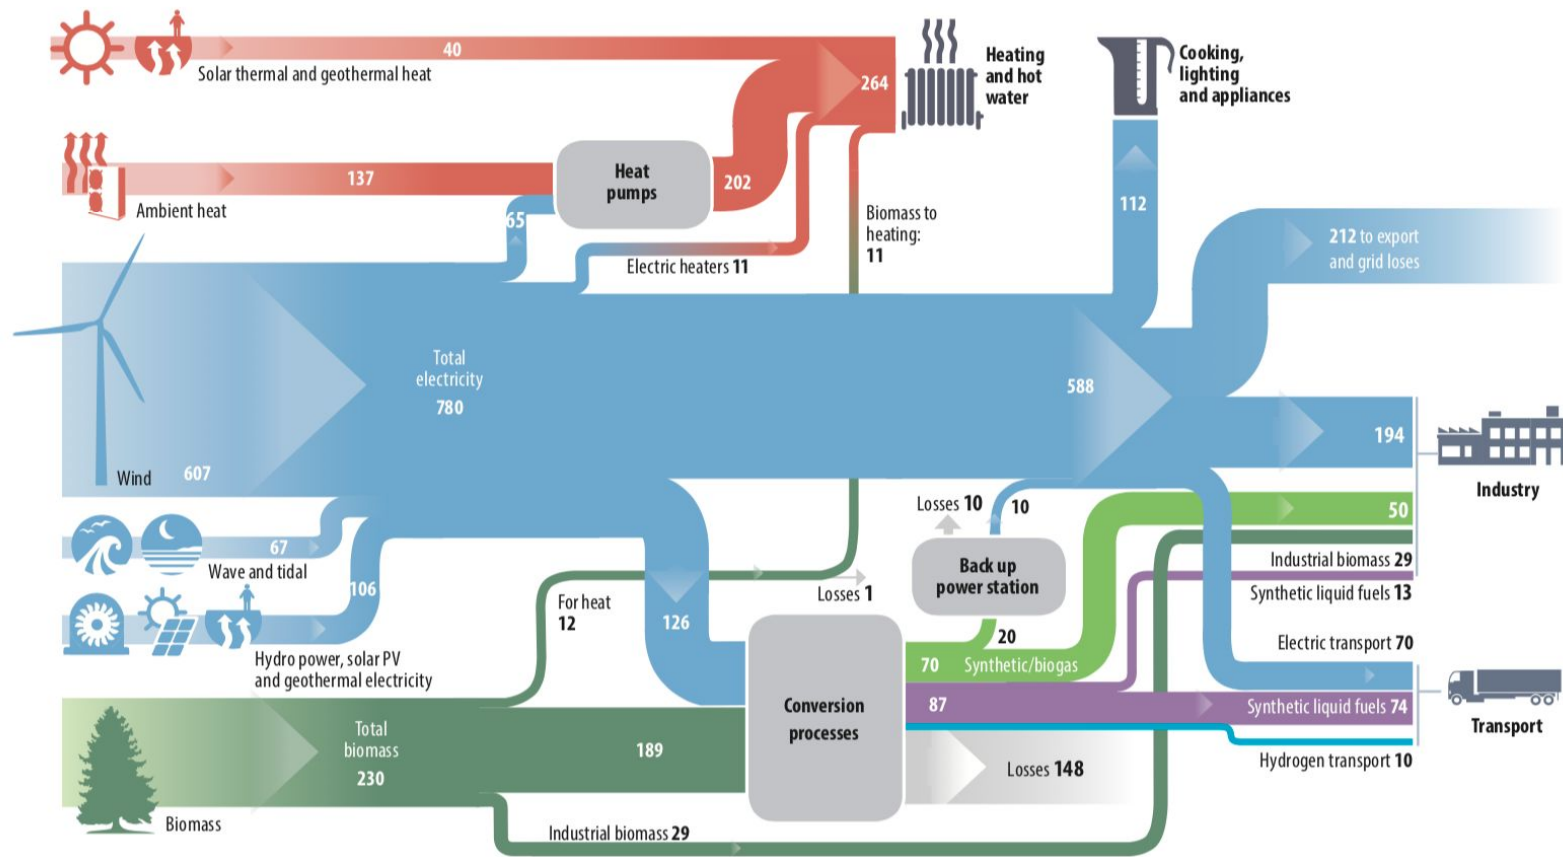 40
Solar thermal and geothermal heat
264
Heating
and hot
water
Cooking,
lighting
and appliances
137
Ambient heat
Heat
pumps
202
65
Electric heaters 11
Biomass to
heating:
11
112
212 to export
and grid loses
Total
electricity
780
588
Wind
607
194
Industry
67
Wave and tidal
106
Hydro power, solar PV
and geothermal electricity
For heat
12
126
Losses 1
Losses 10
10
Back up
power station
20
50
Industrial biomass 29
Synthetic liquid fuels 13
Electric transport 70
70
Synthetic/biogas
87
Synthetic liquid fuels 74
Transport
Hydrogen transport 10
Conversion
processes
Losses 148
Total
biomass
230
189
Biomass
Industrial biomass 29